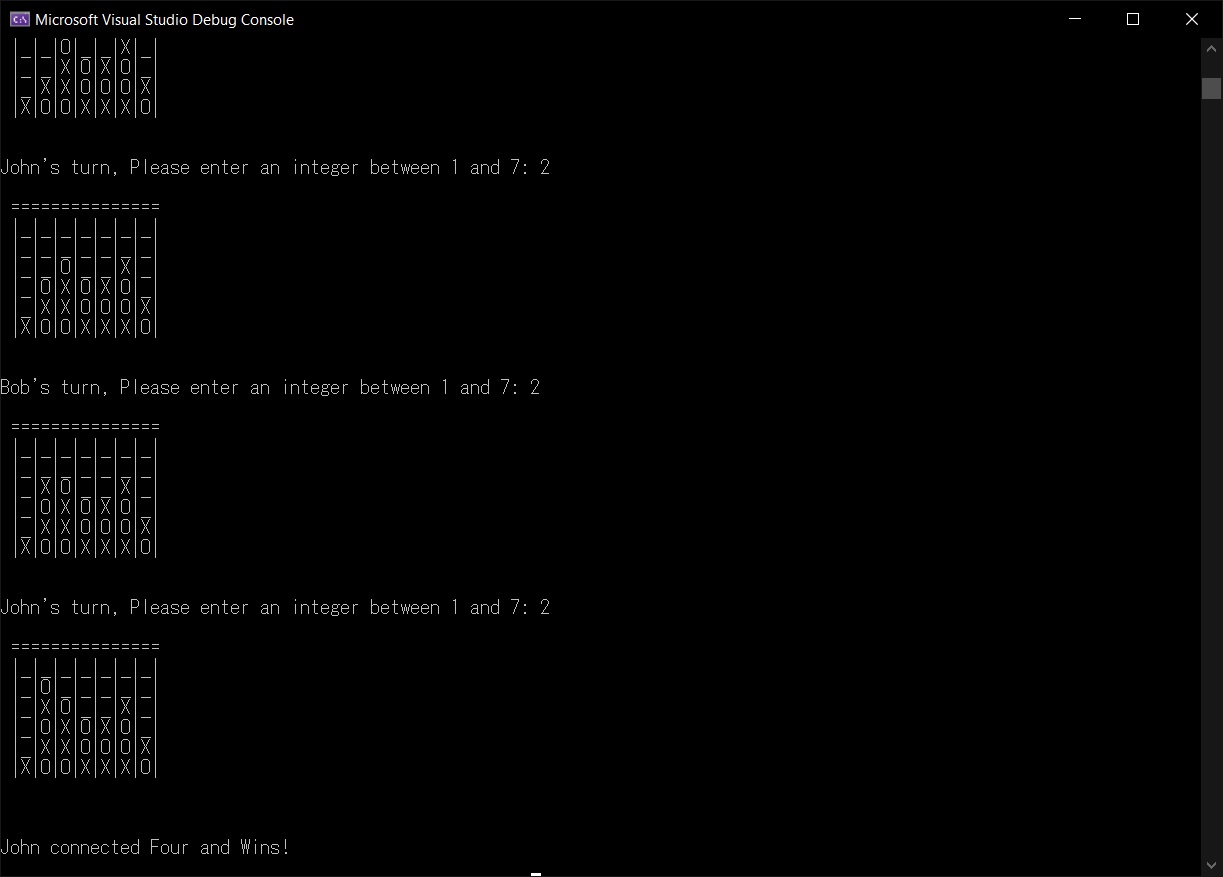 Microsoft Visual Studio Debug Console
|_|_|O|_|_|X|_|
|_|_|X|O|X|O|_|
|_|X|X|O|O|O|X|
|X|O|O|X|X|X|O|
John's turn, Please enter an integer between 1 and 7: 2
===============
|_|_|_|_|_|_|_|
|_|_|_|_|_|_|_|
|_|_|O|_|_|X|_|
|_|O|X|O|X|O|_|
|_|X|X|O|O|O|X|
|X|O|O|X|X|X|O|
Bob's turn, Please enter an integer between 1 and 7: 2
===============
|_|_|_|_|_|_|_|
|_|_|_|_|_|_|_|
|_|X|O|_|_|X|_|
|_|O|X|O|X|O|_|
|_|X|X|O|O|O|X|
|X|O|O|X|X|X|O|
John's turn, Please enter an integer between 1 and 7: 2
===============
|_|_|_|_|_|_|_|
|_|O|_|_|_|_|_|
|_|X|O|_|_|X|_|
|_|O|X|O|X|O|_|
|_|X|X|O|O|O|X|
|X|O|O|X|X|X|O|
John connected Four and Wins!